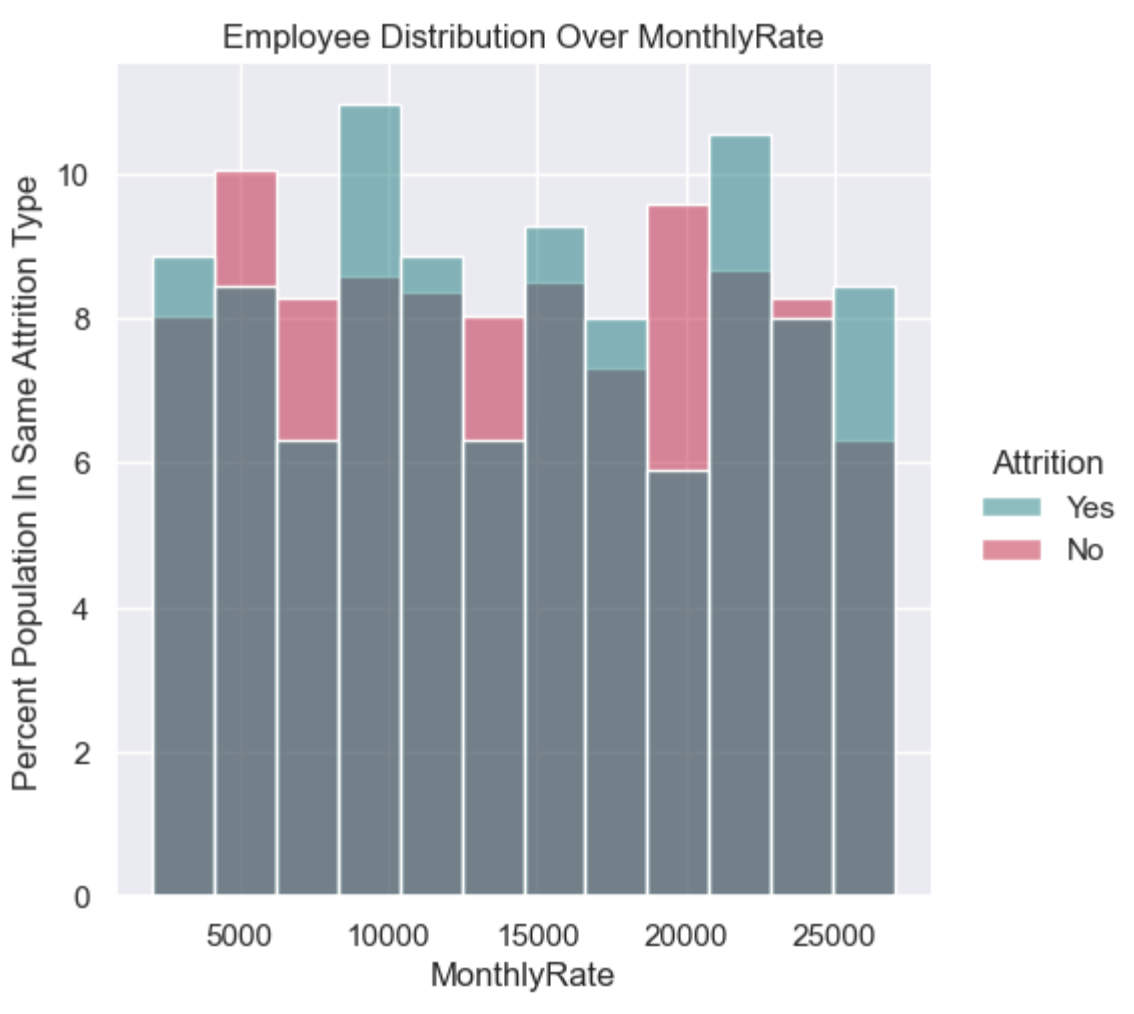 Employee Distribution Over MonthlyRate
Percent Population In Same Attrition Type
10
8
6
4
2
0
5000 10000 15000 20000 25000
MonthlyRate
Attrition
Yes
No